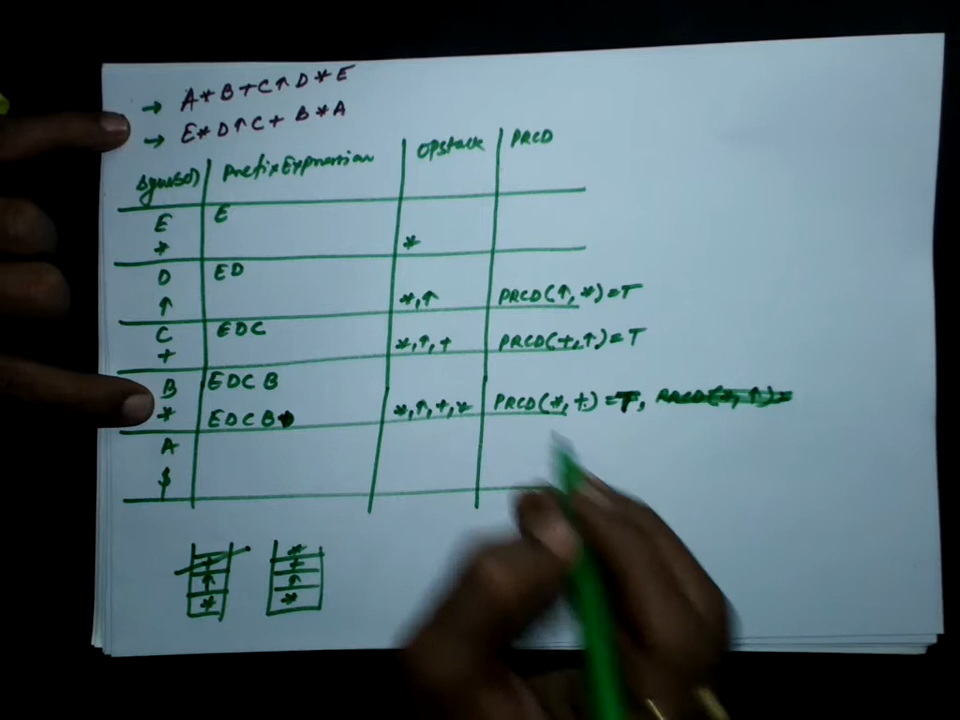 → A*B+C↑D*E
→ E*D↑C+B*A
Symbol | Prefix Expression | Opstack | PRCD
E | E
* | *
D | ED
↑ | *,↑ | PRCD(↑,*)=T
C | EDC
+ | *,↑,+ | PRCD(+,↑)=T
B | EDCB
* | EDCB | *,↑,+,* | PRCD(*,+)=T,
A
$
+ *
↑ +
* ↑
*